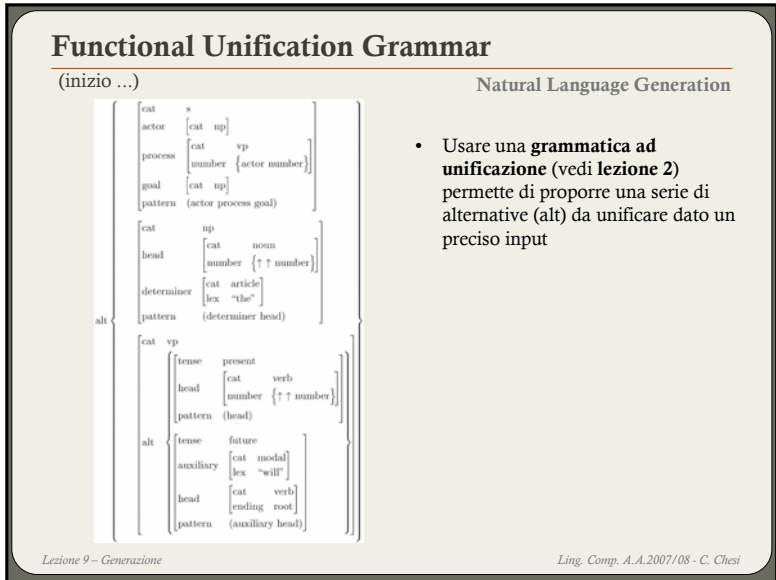 Functional Unification Grammar
(inizio ...)
Natural Language Generation
cat s
actor [cat np]
process [cat vp
number {actor number}]
goal [cat np]
pattern (actor process goal)
cat np
head [cat noun
number {↑ ↑ number}]
determiner [cat article
lex "the"]
pattern (determiner head)
alt
cat vp
tense present
head [cat verb
number {↑ ↑ number}]
pattern (head)
alt
tense future
auxiliary [cat modal
lex "will"]
head [cat verb
ending root]
pattern (auxiliary head)
• Usare una grammatica ad
unificazione (vedi lezione 2)
permette di proporre una serie di
alternative (alt) da unificare dato un
preciso input
Lezione 9 – Generazione
Ling. Comp. A.A.2007/08 - C. Chesi